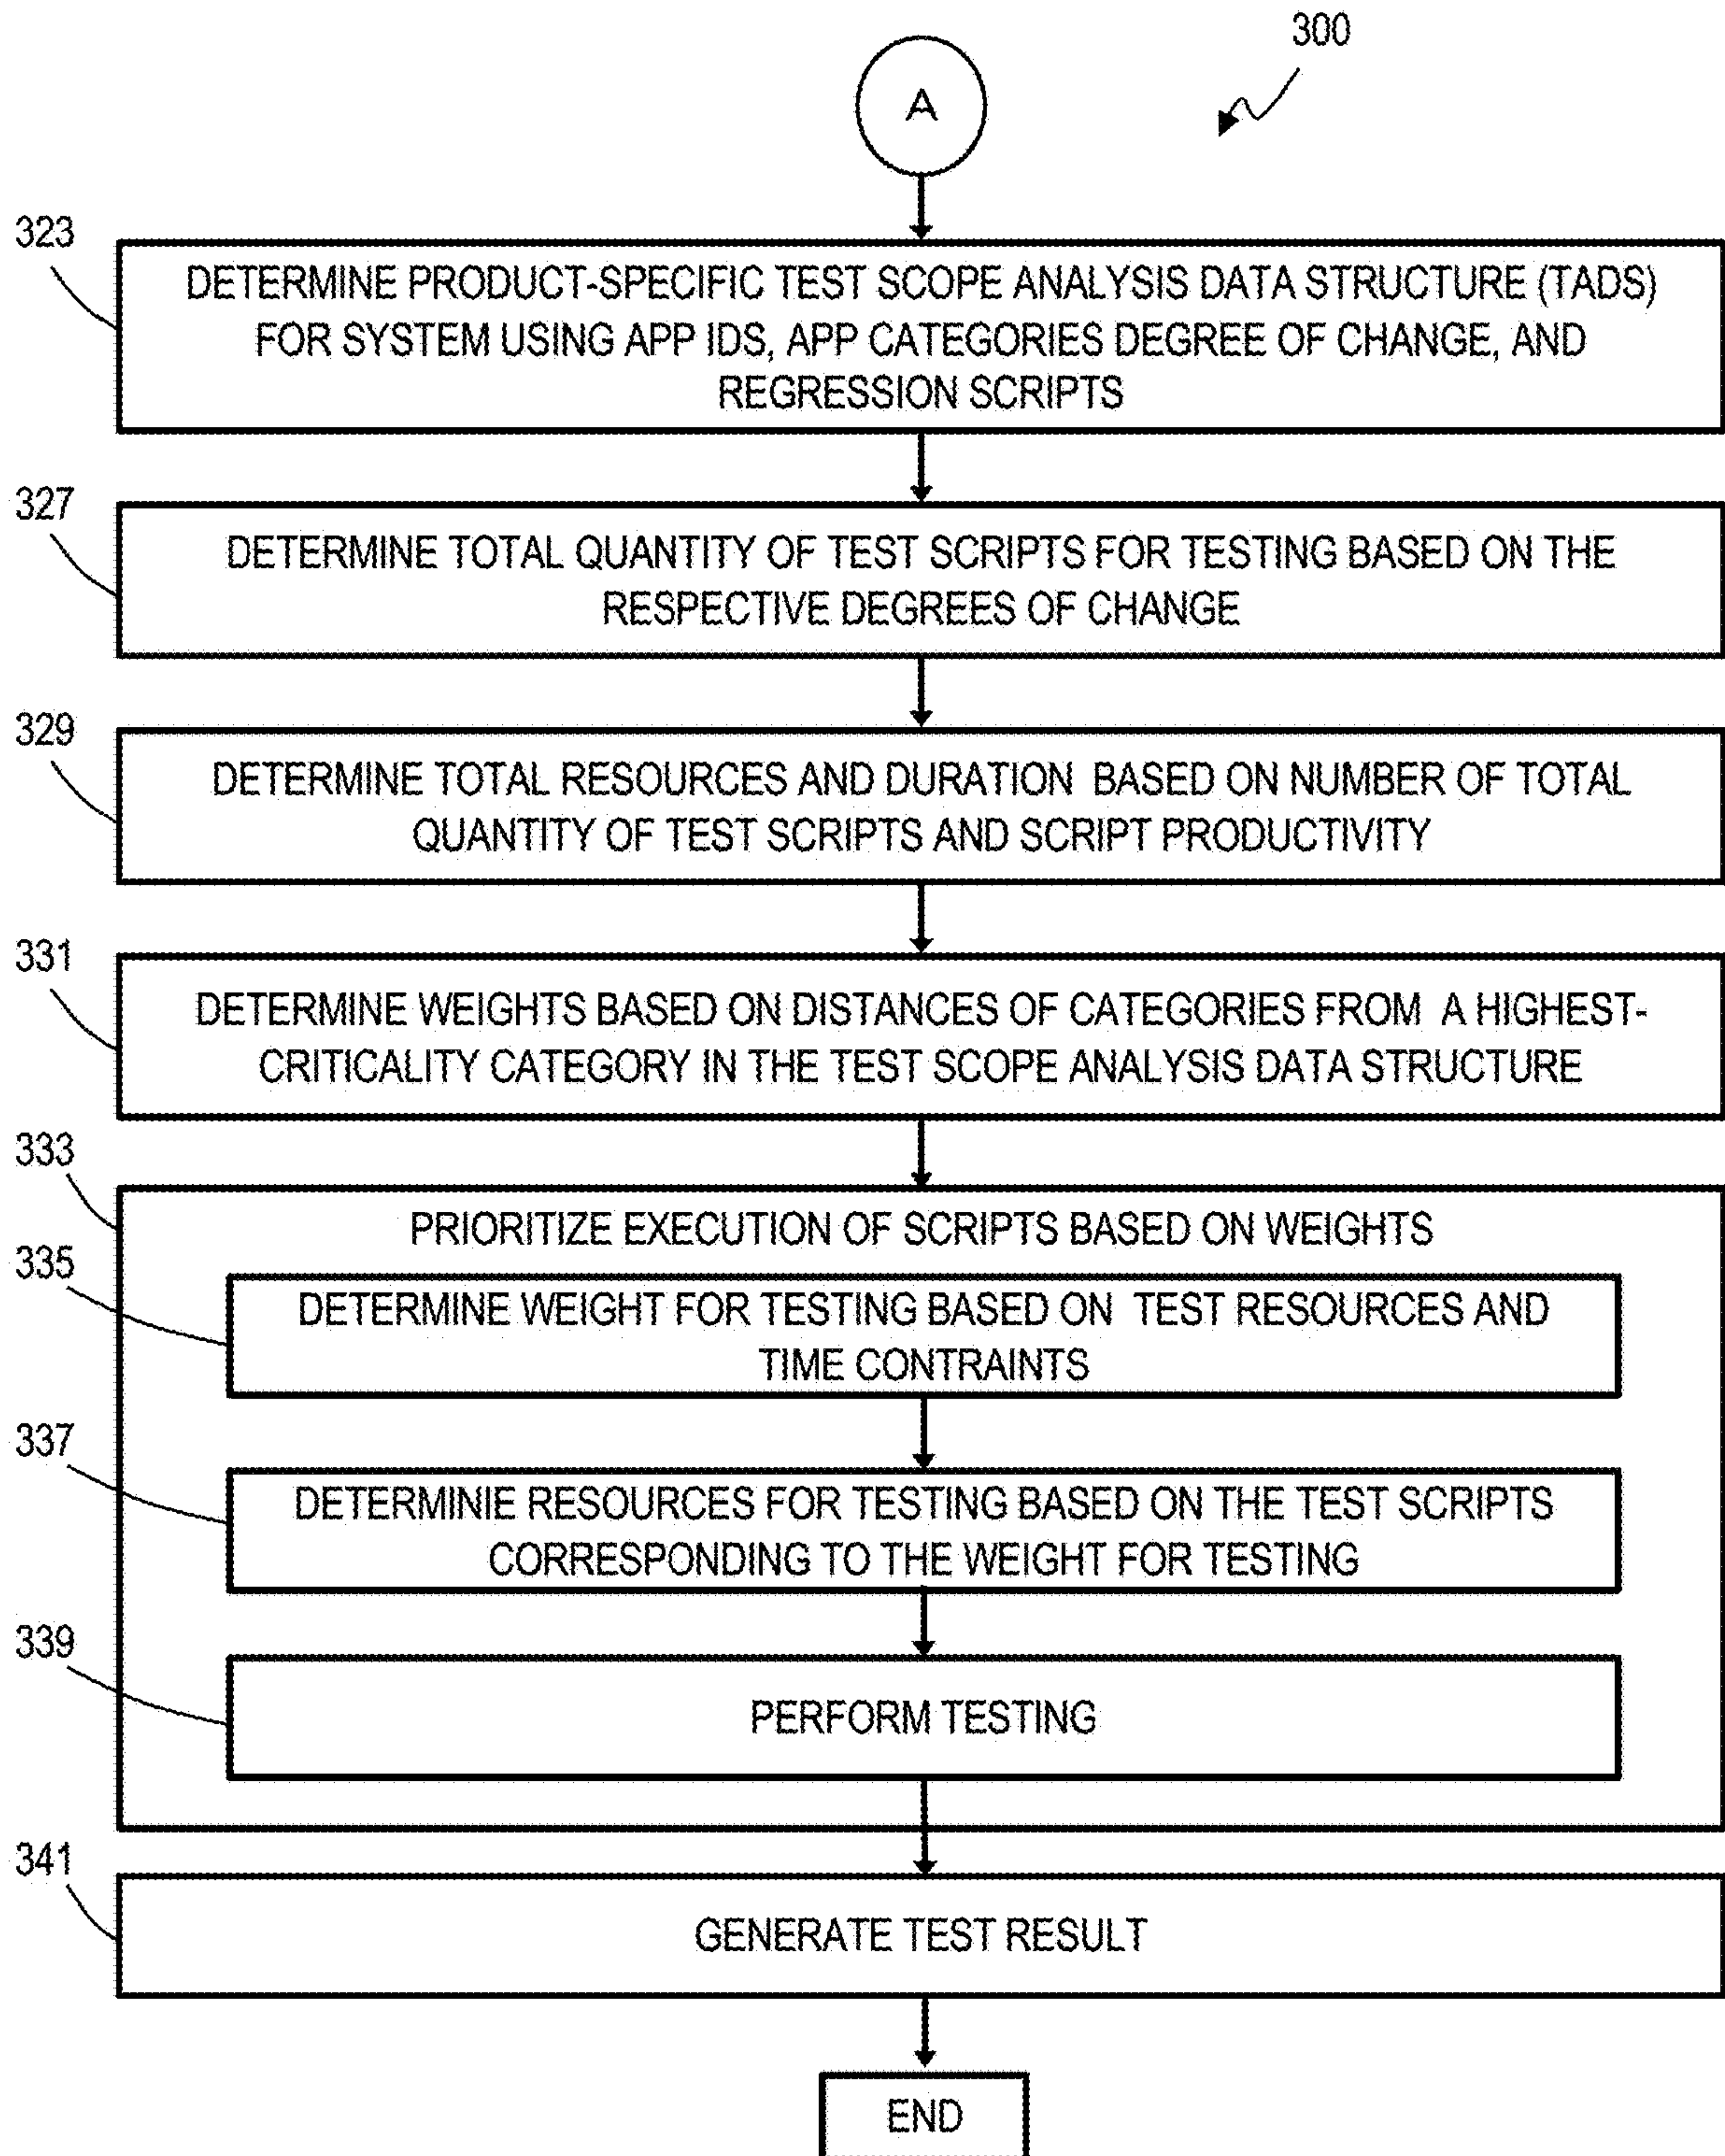 300
A
323
DETERMINE PRODUCT-SPECIFIC TEST SCOPE ANALYSIS DATA STRUCTURE (TADS)
FOR SYSTEM USING APP IDS, APP CATEGORIES DEGREE OF CHANGE, AND
REGRESSION SCRIPTS
327
DETERMINE TOTAL QUANTITY OF TEST SCRIPTS FOR TESTING BASED ON THE
RESPECTIVE DEGREES OF CHANGE
329
DETERMINE TOTAL RESOURCES AND DURATION BASED ON NUMBER OF TOTAL
QUANTITY OF TEST SCRIPTS AND SCRIPT PRODUCTIVITY
331
DETERMINE WEIGHTS BASED ON DISTANCES OF CATEGORIES FROM A HIGHEST-
CRITICALITY CATEGORY IN THE TEST SCOPE ANALYSIS DATA STRUCTURE
333
PRIORITIZE EXECUTION OF SCRIPTS BASED ON WEIGHTS
335
DETERMINE WEIGHT FOR TESTING BASED ON TEST RESOURCES AND
TIME CONTRAINTS
337
DETERMINIE RESOURCES FOR TESTING BASED ON THE TEST SCRIPTS
CORRESPONDING TO THE WEIGHT FOR TESTING
339
PERFORM TESTING
341
GENERATE TEST RESULT
END